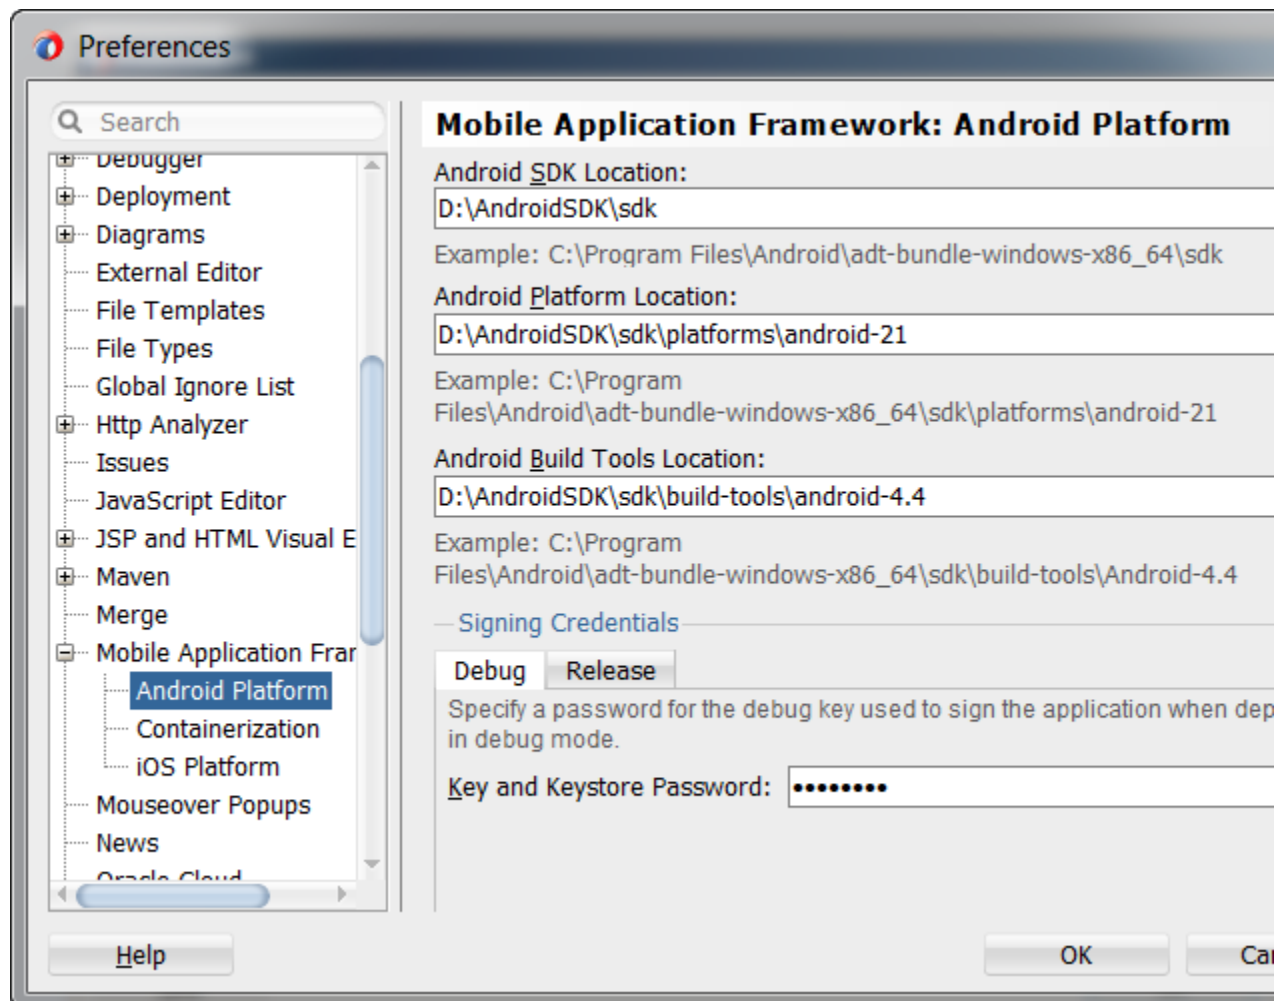 Preferences
Search
Debugger
Deployment
Diagrams
External Editor
File Templates
File Types
Global Ignore List
Http Analyzer
Issues
JavaScript Editor
JSP and HTML Visual E
Maven
Merge
Mobile Application Fra
Android Platform
Containerization
iOS Platform
Mouseover Popups
News
Oracle Cloud
Mobile Application Framework: Android Platform
Android SDK Location:
D:\AndroidSDK\sdk
Example: C:\Program Files\Android\adt-bundle-windows-x86_64\sdk
Android Platform Location:
D:\AndroidSDK\sdk\platforms\android-21
Example: C:\Program
Files\Android\adt-bundle-windows-x86_64\sdk\platforms\android-21
Android Build Tools Location:
D:\AndroidSDK\sdk\build-tools\android-4.4
Example: C:\Program
Files\Android\adt-bundle-windows-x86_64\sdk\build-tools\Android-4.4
Signing Credentials
Debug Release
Specify a password for the debug key used to sign the application when dep
in debug mode.
Key and Keystore Password: ••••••••
Help OK Can